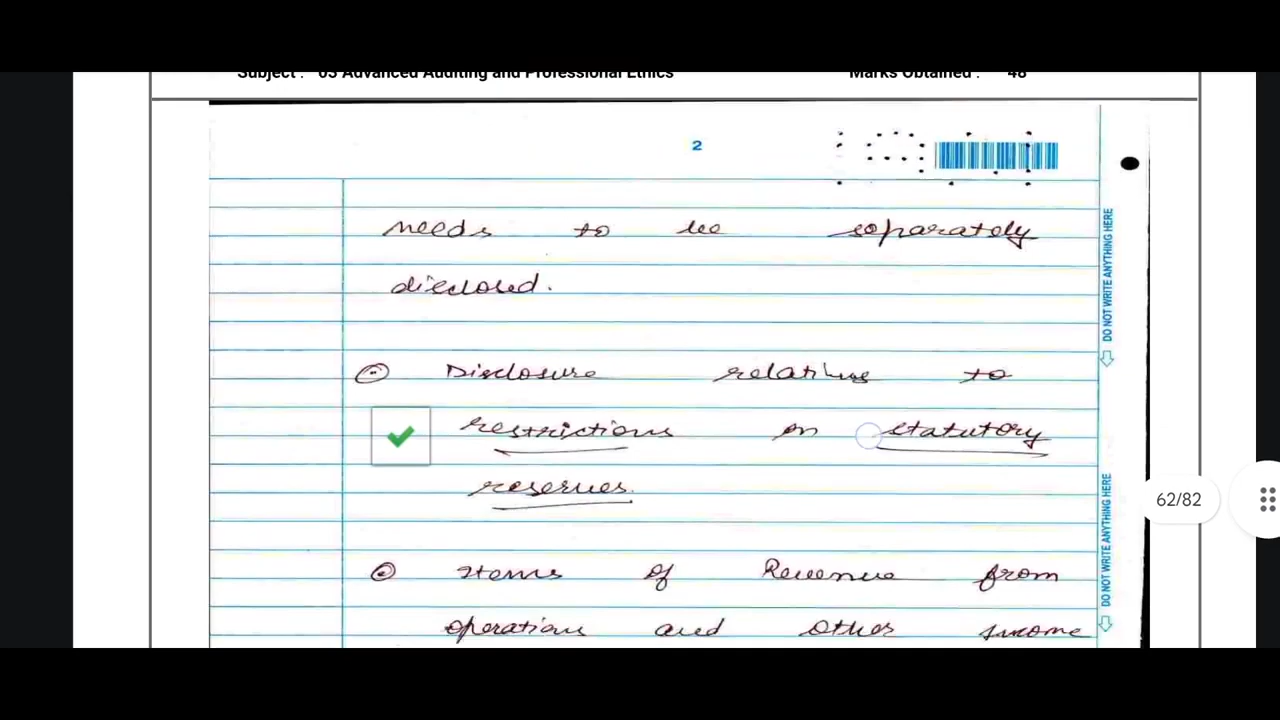 Subject : 03 Advanced Auditing and Professional Ethics Marks Obtained : 48
2
needs to be separately
disclosed.
DO NOT WRITE ANYTHING HERE
Disclosure relating to
restrictions on statutory
reserves.
62/82
DO NOT WRITE ANYTHING HERE
Items of Revenue from
operations and other income